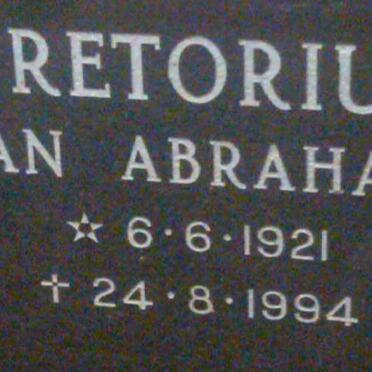 RETORIU
AN ABRAHA
☆ 6·6·1921
† 24·8·1994